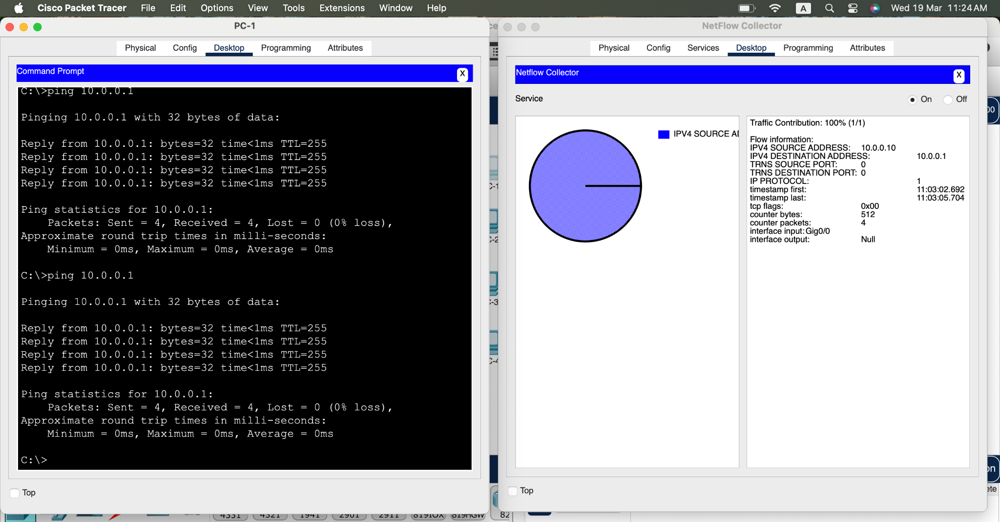 Cisco Packet Tracer File Edit Options View Tools Extensions Window Help A Wed 19 Mar 11:24 AM
PC-1
Physical Config Desktop Programming Attributes
Command Prompt X
C:\>ping 10.0.0.1
Pinging 10.0.0.1 with 32 bytes of data:
Reply from 10.0.0.1: bytes=32 time<1ms TTL=255
Reply from 10.0.0.1: bytes=32 time<1ms TTL=255
Reply from 10.0.0.1: bytes=32 time<1ms TTL=255
Reply from 10.0.0.1: bytes=32 time<1ms TTL=255
Ping statistics for 10.0.0.1:
Packets: Sent = 4, Received = 4, Lost = 0 (0% loss),
Approximate round trip times in milli-seconds:
Minimum = 0ms, Maximum = 0ms, Average = 0ms
C:\>ping 10.0.0.1
Pinging 10.0.0.1 with 32 bytes of data:
Reply from 10.0.0.1: bytes=32 time<1ms TTL=255
Reply from 10.0.0.1: bytes=32 time<1ms TTL=255
Reply from 10.0.0.1: bytes=32 time<1ms TTL=255
Reply from 10.0.0.1: bytes=32 time<1ms TTL=255
Ping statistics for 10.0.0.1:
Packets: Sent = 4, Received = 4, Lost = 0 (0% loss),
Approximate round trip times in milli-seconds:
Minimum = 0ms, Maximum = 0ms, Average = 0ms
C:\>
Top
NetFlow Collector
Physical Config Services Desktop Programming Attributes
Netflow Collector X
Service On Off
IPV4 SOURCE AD
Traffic Contribution: 100% (1/1)
Flow information:
IPV4 SOURCE ADDRESS: 10.0.0.10
IPV4 DESTINATION ADDRESS: 10.0.0.1
TRNS SOURCE PORT: 0
TRNS DESTINATION PORT: 0
IP PROTOCOL: 1
timestamp first: 11:03:02.692
timestamp last: 11:03:05.704
tcp flags: 0x00
counter bytes: 512
counter packets: 4
interface input: Gig0/0
interface output: Null
Top
4331 4321 1941 2901 2911 819IOX 819HGW